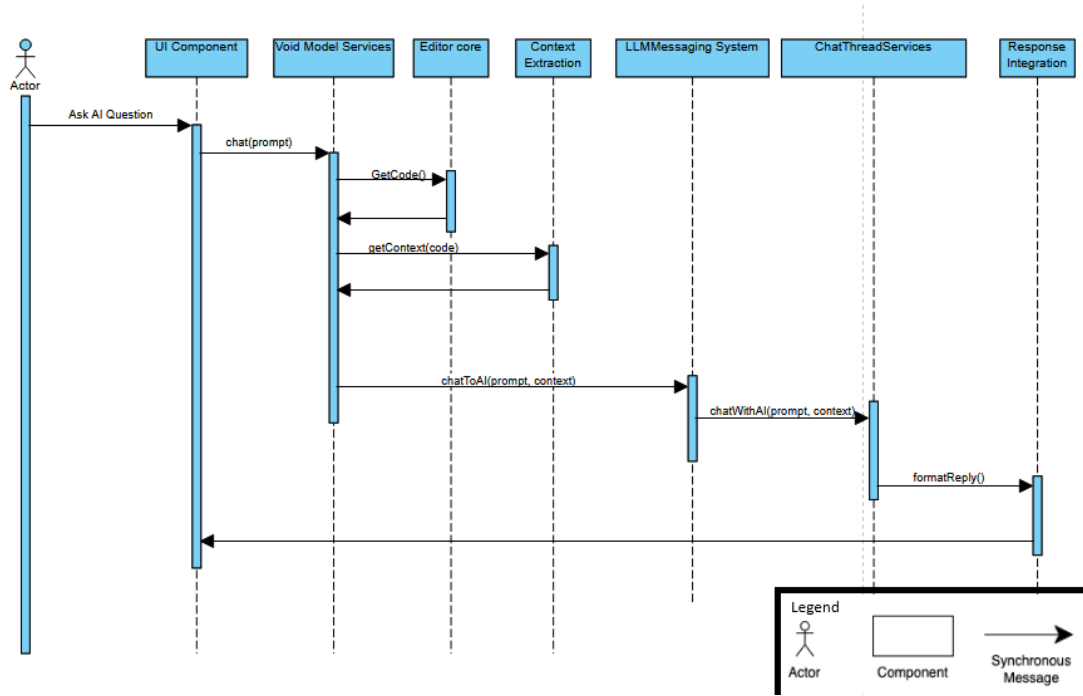 Actor
UI Component
Void Model Services
Editor core
Context
Extraction
LLMMessaging System
ChatThreadServices
Response
Integration
Ask AI Question
chat(prompt)
GetCode()
getContext(code)
chatToAI(prompt, context)
chatWithAI(prompt, context)
formatReply()
Legend
Actor
Component
Synchronous
Message